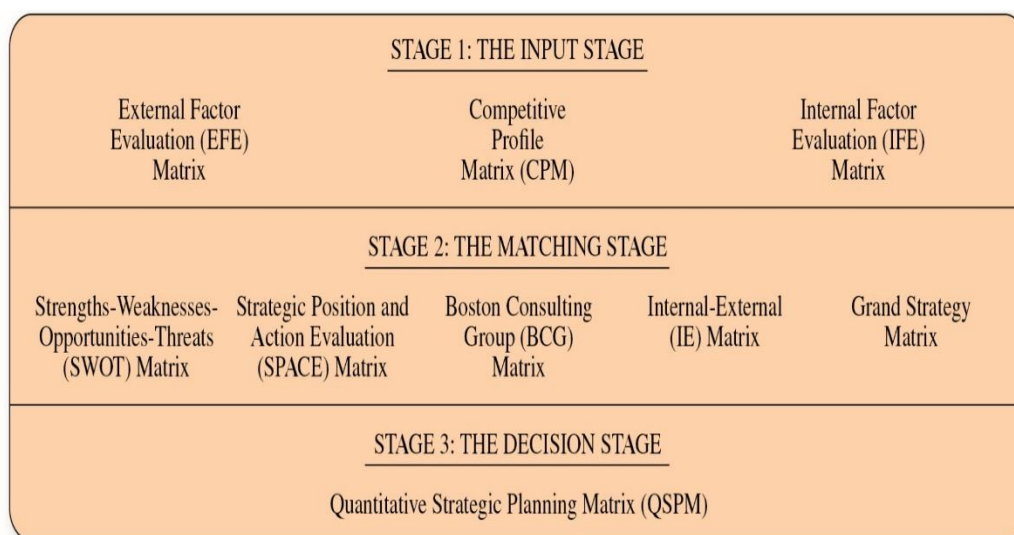 STAGE 1: THE INPUT STAGE
External Factor
Evaluation (EFE)
Matrix
Competitive
Profile
Matrix (CPM)
Internal Factor
Evaluation (IFE)
Matrix
STAGE 2: THE MATCHING STAGE
Strengths-Weaknesses-
Opportunities-Threats
(SWOT) Matrix
Strategic Position and
Action Evaluation
(SPACE) Matrix
Boston Consulting
Group (BCG)
Matrix
Internal-External
(IE) Matrix
Grand Strategy
Matrix
STAGE 3: THE DECISION STAGE
Quantitative Strategic Planning Matrix (QSPM)